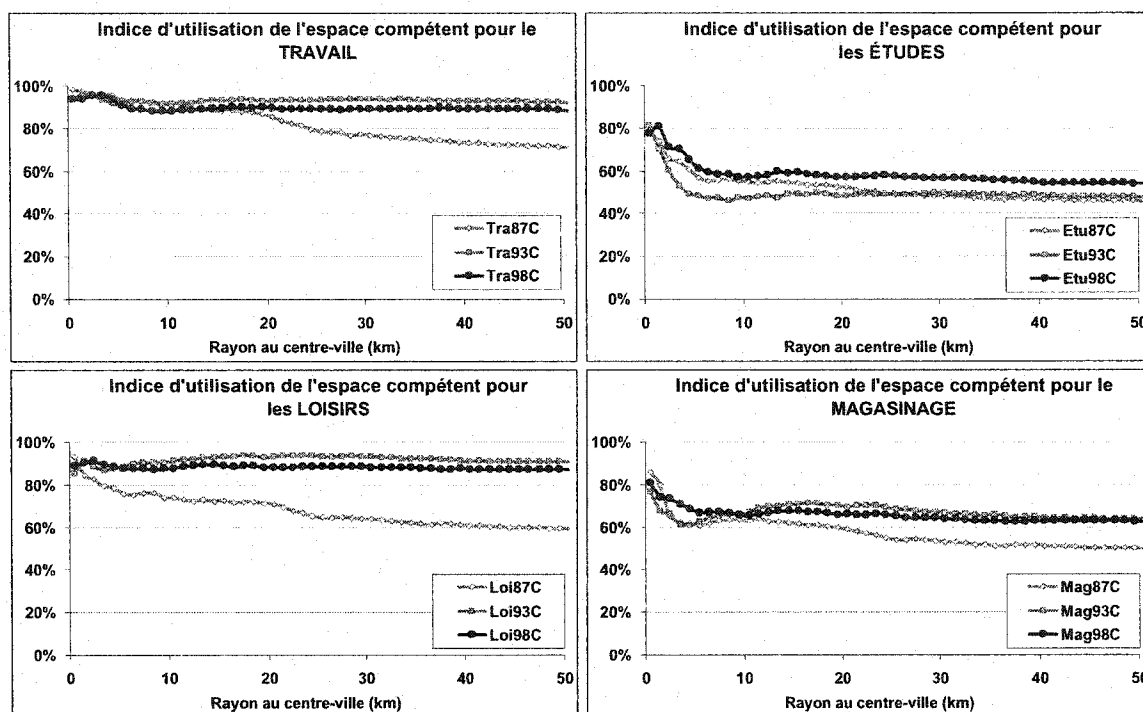 Indice d'utilisation de l'espace compétent pour le
TRAVAIL
100%
80%
60%
40%
20%
0%
Tra87C
Tra93C
Tra98C
0 10 20 30 40 50
Rayon au centre-ville (km)
Indice d'utilisation de l'espace compétent pour
les ÉTUDES
100%
80%
60%
40%
20%
0%
Etu87C
Etu93C
Etu98C
0 10 20 30 40 50
Rayon au centre-ville (km)
Indice d'utilisation de l'espace compétent pour
les LOISIRS
100%
80%
60%
40%
20%
0%
Loi87C
Loi93C
Loi98C
0 10 20 30 40 50
Rayon au centre-ville (km)
Indice d'utilisation de l'espace compétent pour le
MAGASINAGE
100%
80%
60%
40%
20%
0%
Mag87C
Mag93C
Mag98C
0 10 20 30 40 50
Rayon au centre-ville (km)